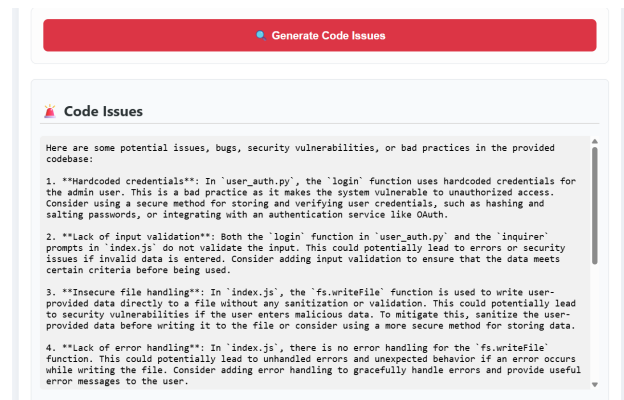 Generate Code Issues
Code Issues
Here are some potential issues, bugs, security vulnerabilities, or bad practices in the provided
codebase:
1. **Hardcoded credentials**: In `user_auth.py`, the `login` function uses hardcoded credentials for
the admin user. This is a bad practice as it makes the system vulnerable to unauthorized access.
Consider using a secure method for storing and verifying user credentials, such as hashing and
salting passwords, or integrating with an authentication service like OAuth.
2. **Lack of input validation**: Both the `login` function in `user_auth.py` and the `inquirer`
prompts in `index.js` do not validate the input. This could potentially lead to errors or security
issues if invalid data is entered. Consider adding input validation to ensure that the data meets
certain criteria before being used.
3. **Insecure file handling**: In `index.js`, the `fs.writeFile` function is used to write user-
provided data directly to a file without any sanitization or validation. This could potentially lead
to security vulnerabilities if the user enters malicious data. To mitigate this, sanitize the user-
provided data before writing it to the file or consider using a more secure method for storing data.
4. **Lack of error handling**: In `index.js`, there is no error handling for the `fs.writeFile`
function. This could potentially lead to unhandled errors and unexpected behavior if an error occurs
while writing the file. Consider adding error handling to gracefully handle errors and provide useful
error messages to the user.